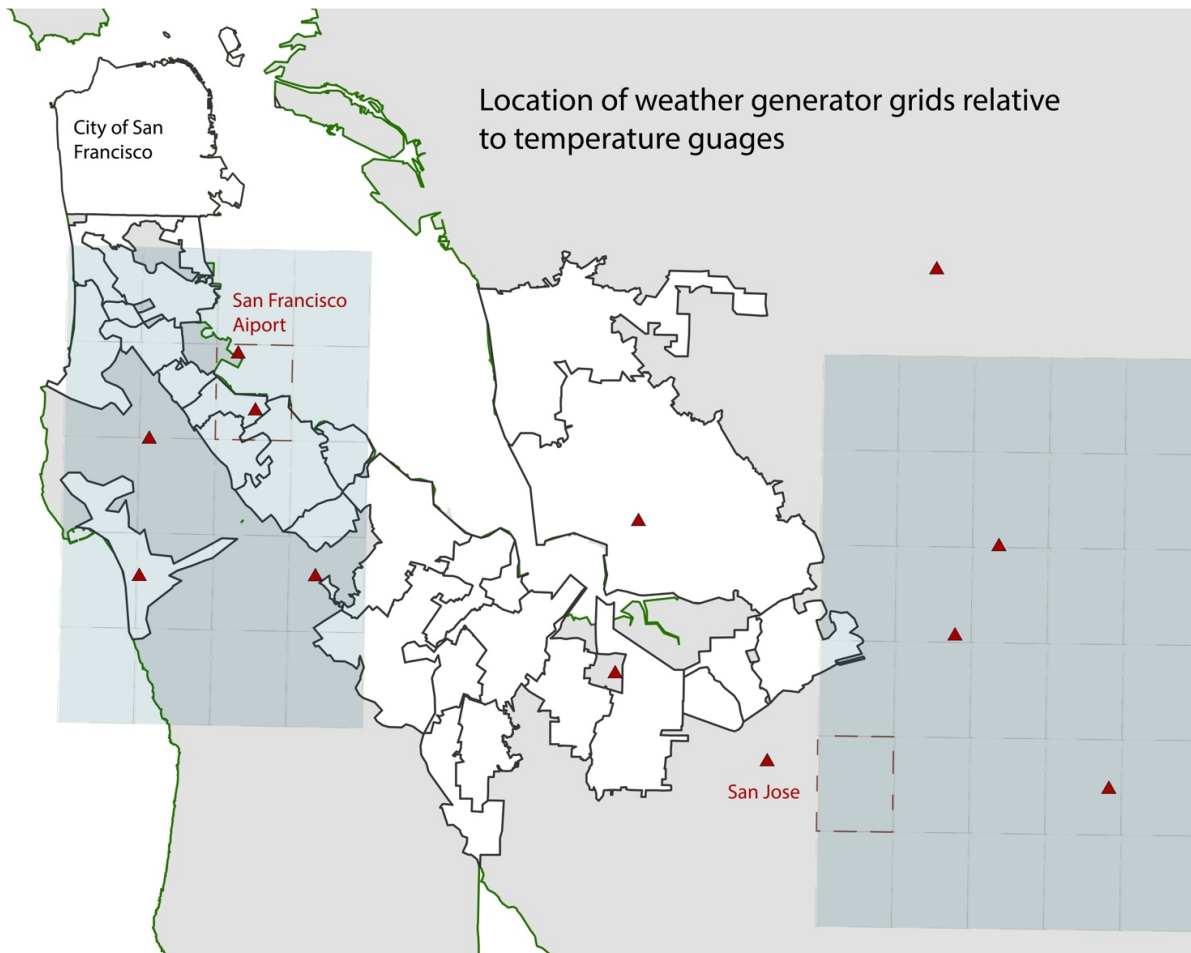 Location of weather generator grids relative
to temperature guages
City of San
Francisco
San Francisco
Aiport
San Jose